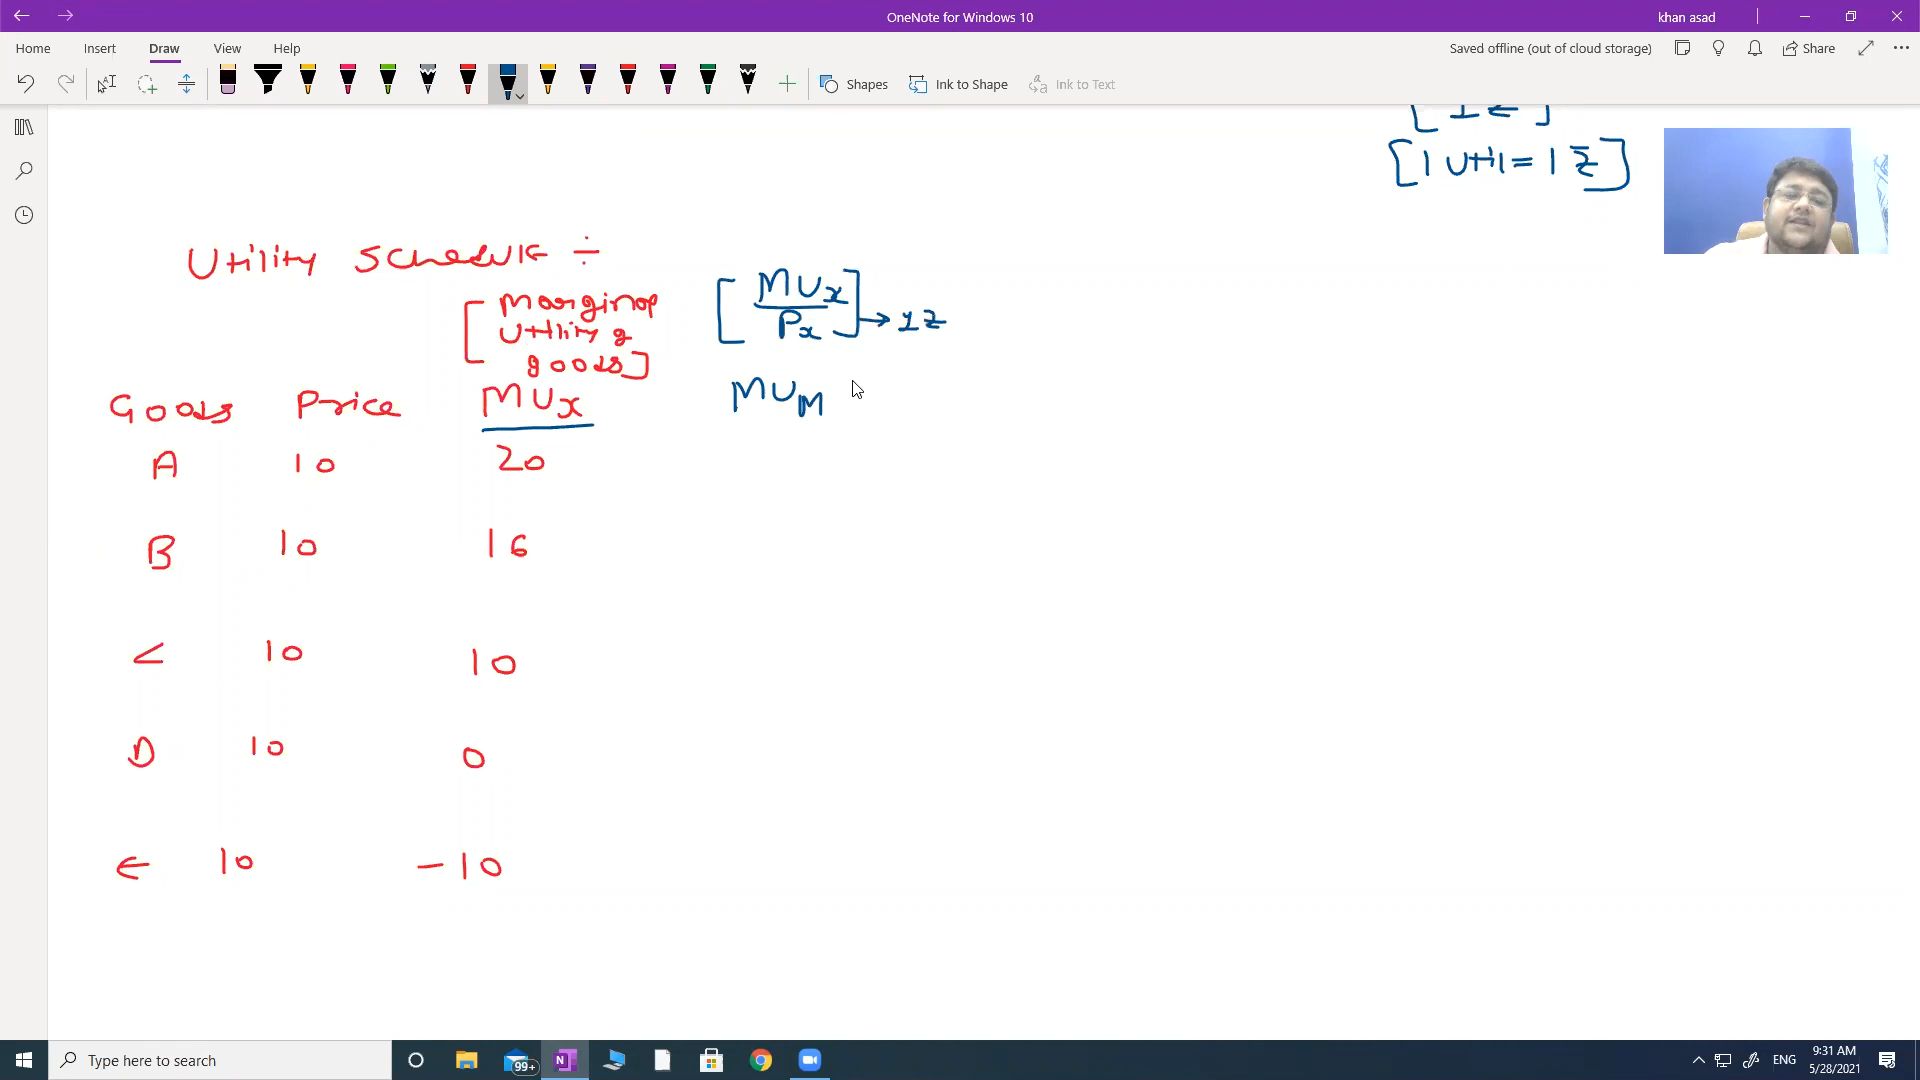 OneNote for Windows 10
khan asad
Home Insert Draw View Help
Saved offline (out of cloud storage)
Share
Shapes
Ink to Shape
Ink to Text
[1 Util = 1 ₹]
Utility Schedule ÷
[Marginal
Utility of
goods]
[MUx
Px] → 1₹
Goods Price MUx
MUM
A 10 20
B 10 16
C 10 10
D 10 0
E 10 -10
Type here to search
99+
ENG
9:31 AM
5/28/2021